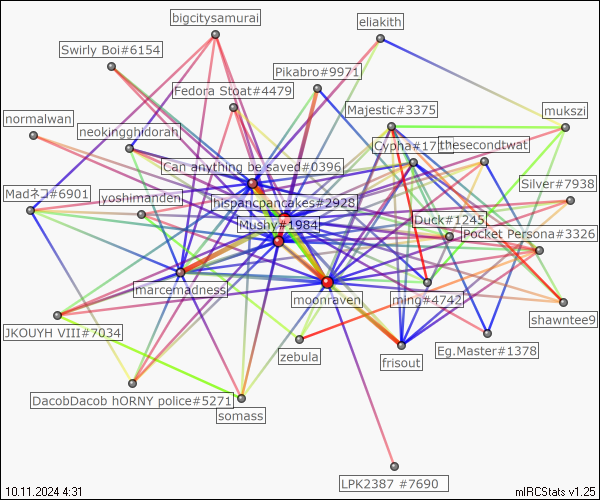 bigcitysamurai
eliakith
Swirly Boi#6154
Pikabro#9971
Fedora Stoat#4479
Majestic#3375
mukszi
normalwan
neokingghidorah
Cypha#17
thesecondtwat
Can anything be saved#0396
Silver#7938
Madネコ#6901
yoshimanden
hispanicpancakes#2928
Duck#1245
Mushy#1984
Pocket Persona#3326
marcemadness
moonraven
ming#4742
shawntee9
JKOUYH VIII#7034
zebula
frisout
Eg.Master#1378
DacobDacob hORNY police#5271
somass
LPK2387 #7690
10.11.2024 4:31
mIRCStats v1.25